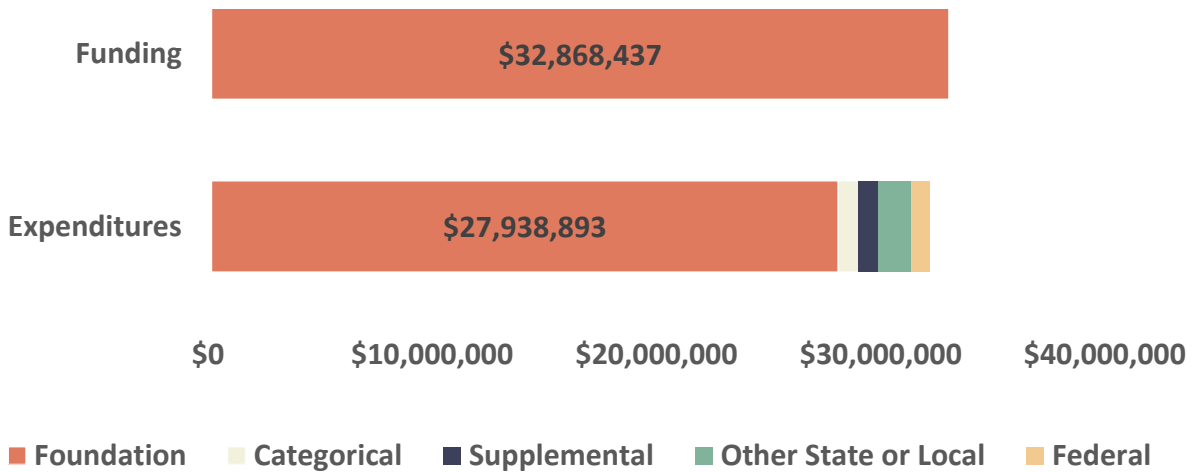 Funding
$32,868,437
Expenditures
$27,938,893
$0 $10,000,000 $20,000,000 $30,000,000 $40,000,000
Foundation Categorical Supplemental Other State or Local Federal